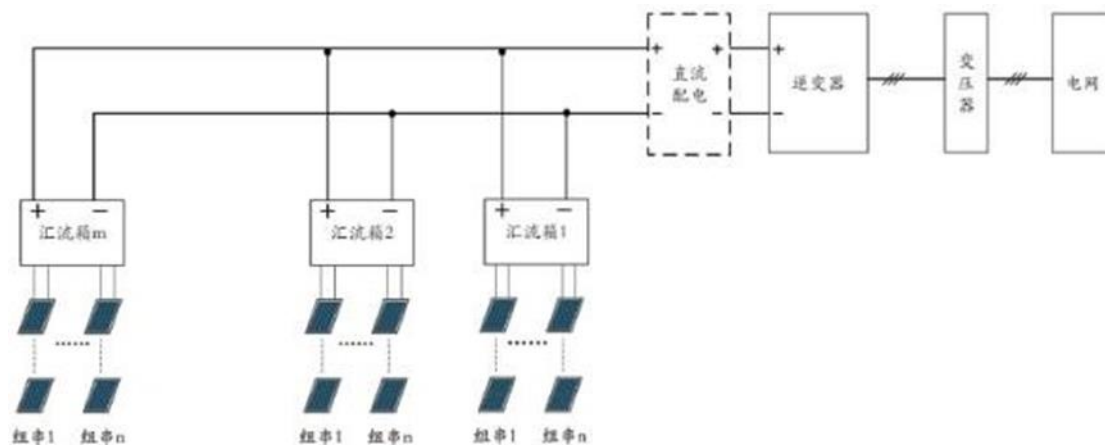 + + + 变
直流 逆变器 压 电网
配电 器
− − −
+ − + − + −
汇流箱m 汇流箱2 汇流箱1
······ ······ ······
组串1 组串n 组串1 组串n 组串1 组串n